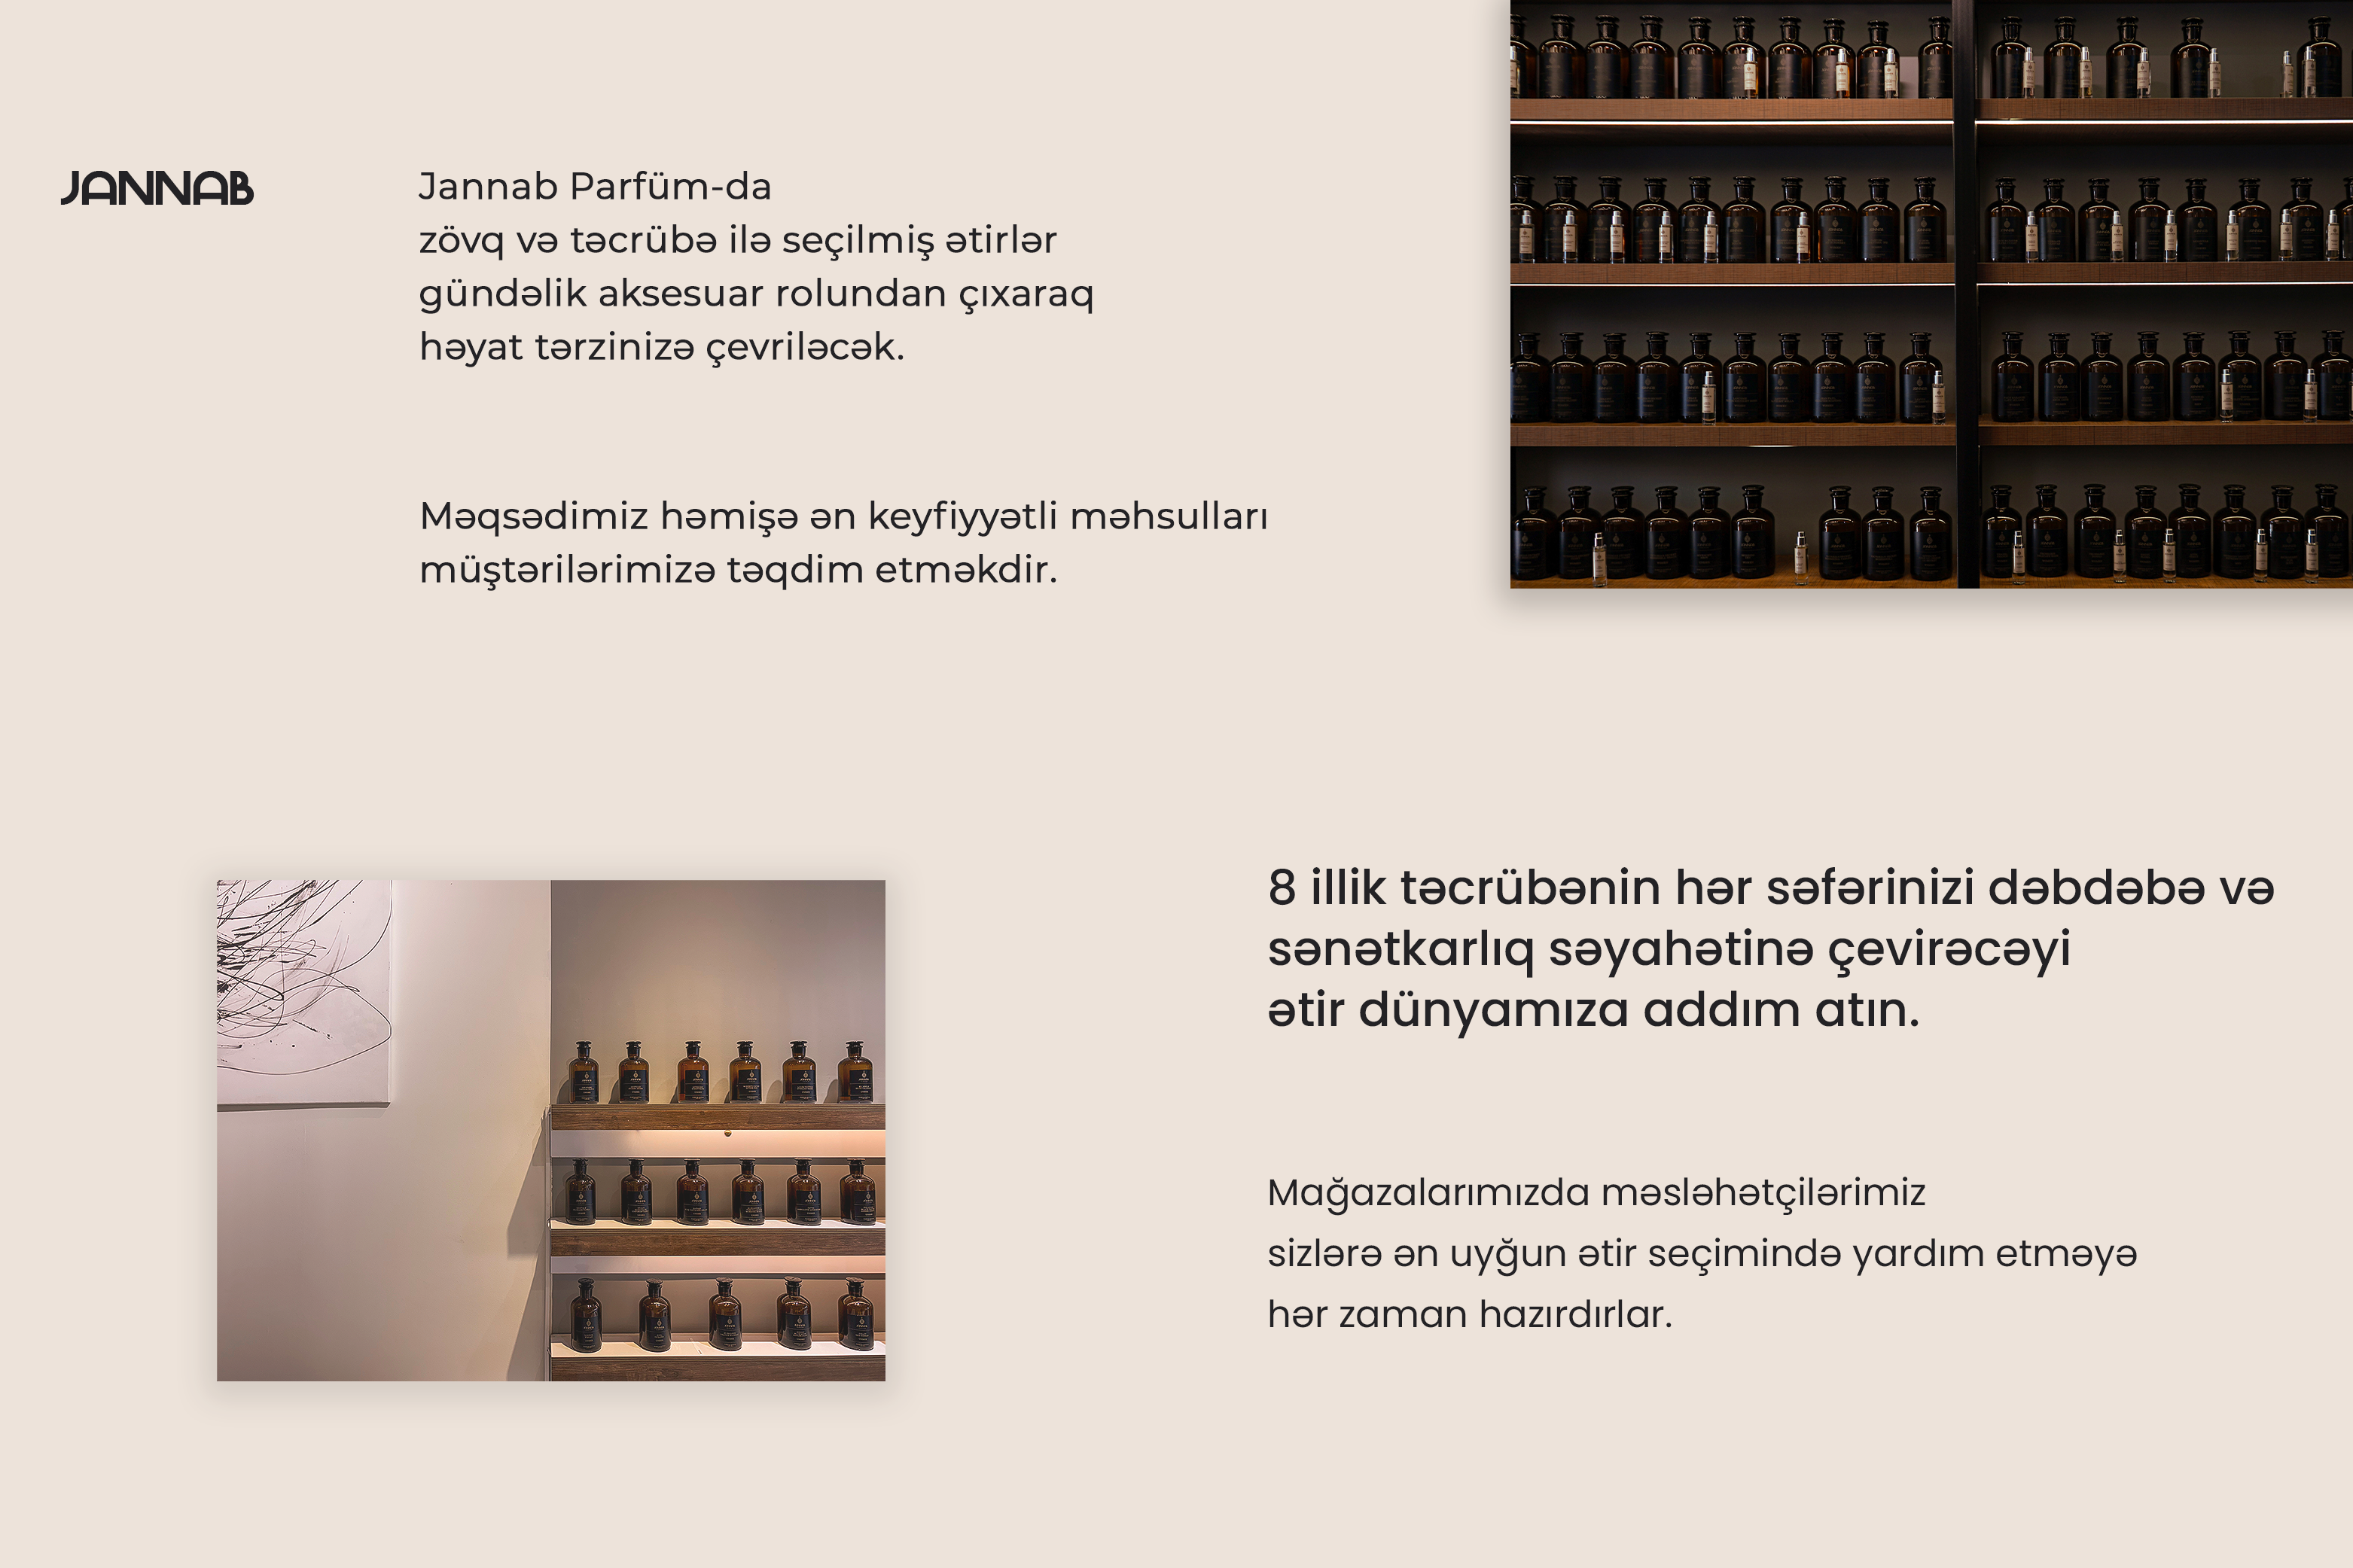 JANNAB
Jannab Parfüm-da
zövq və təcrübə ilə seçilmiş ətirlər
gündəlik aksesuar rolundan çıxaraq
həyat tərzinizə çevriləcək.
Məqsədimiz həmişə ən keyfiyyətli məhsulları
müştərilərimizə təqdim etməkdir.
8 illik təcrübənin hər səfərinizi dəbdəbə və
sənətkarlıq səyahətinə çevirəcəyi
ətir dünyamıza addım atın.
Mağazalarımızda məsləhətçilərimiz
sizlərə ən uyğun ətir seçimində yardım etməyə
hər zaman hazırdırlar.